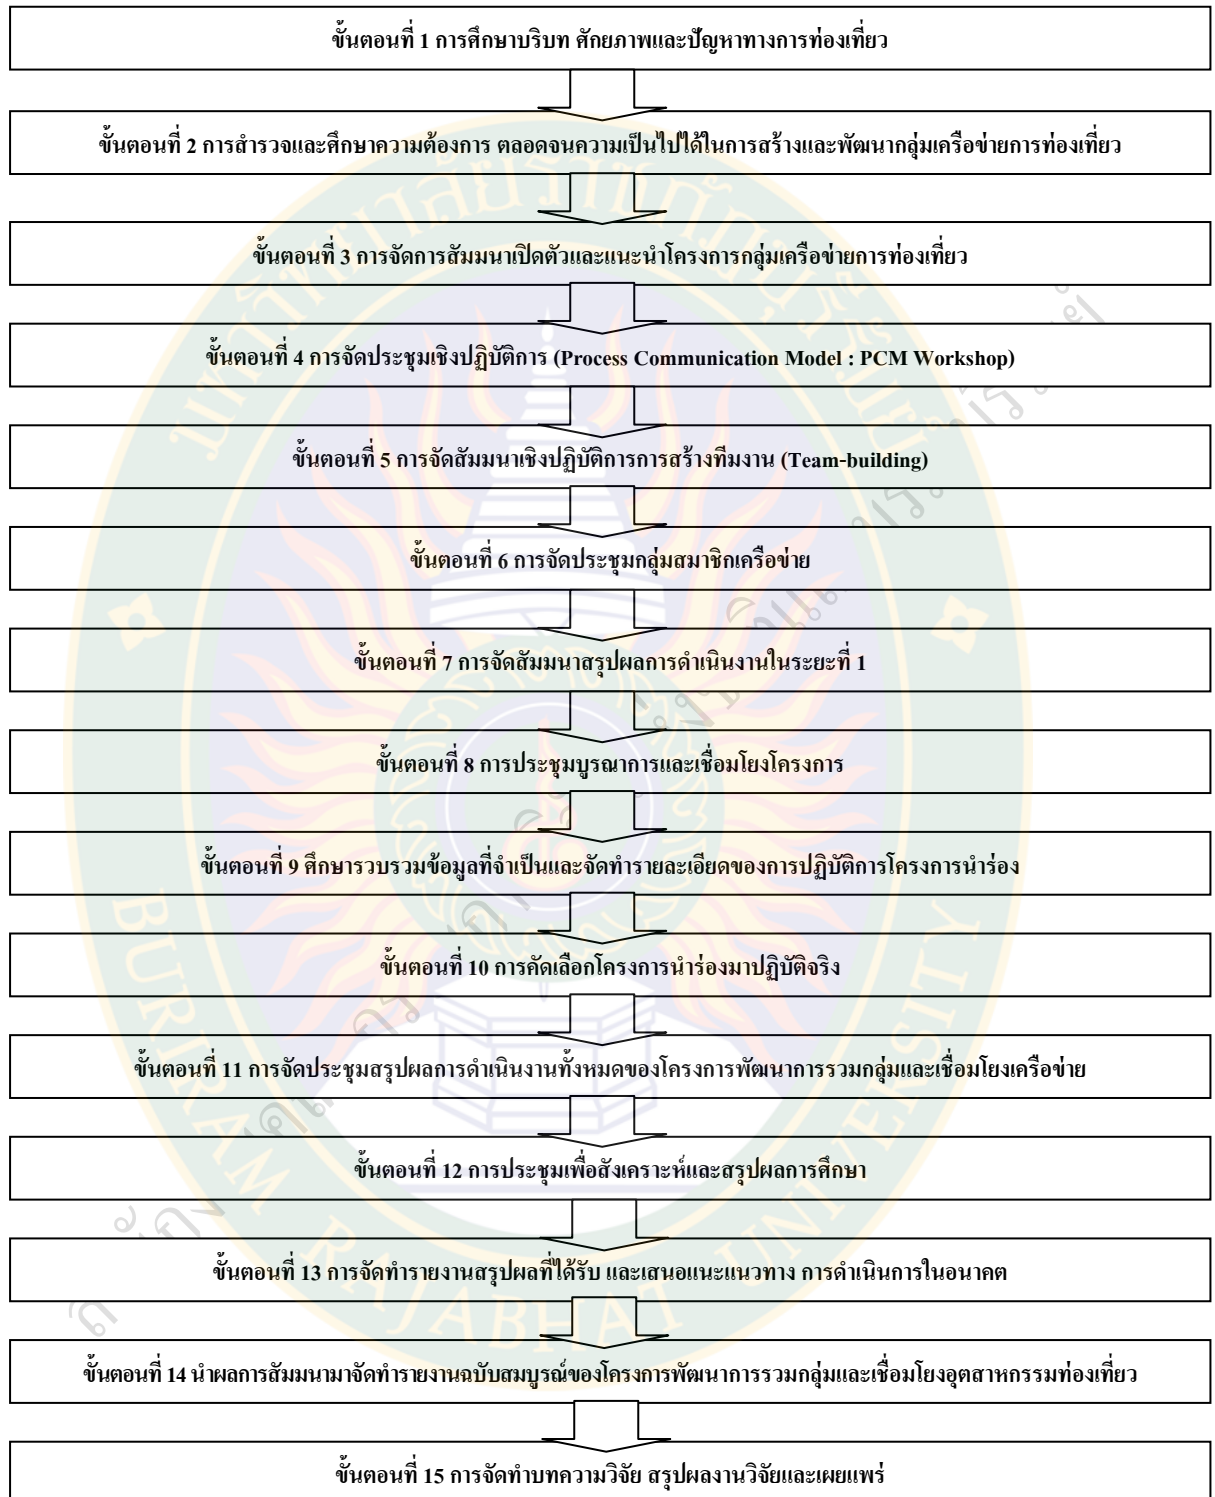 ขั้นตอนที่ 1 การศึกษาบริบท ศักยภาพและปัญหาทางการท่องเที่ยว
ขั้นตอนที่ 2 การสำรวจและศึกษาความต้องการ ตลอดจนความเป็นไปได้ในการสร้างและพัฒนากลุ่มเครือข่ายการท่องเที่ยว
ขั้นตอนที่ 3 การจัดการสัมมนาเปิดตัวและแนะนำโครงการกลุ่มเครือข่ายการท่องเที่ยว
ขั้นตอนที่ 4 การจัดประชุมเชิงปฏิบัติการ (Process Communication Model : PCM Workshop)
ขั้นตอนที่ 5 การจัดสัมมนาเชิงปฏิบัติการการสร้างทีมงาน (Team-building)
ขั้นตอนที่ 6 การจัดประชุมกลุ่มสมาชิกเครือข่าย
ขั้นตอนที่ 7 การจัดสัมมนาสรุปผลการดำเนินงานในระยะที่ 1
ขั้นตอนที่ 8 การประชุมบูรณาการและเชื่อมโยงโครงการ
ขั้นตอนที่ 9 ศึกษารวบรวมข้อมูลที่จำเป็นและจัดทำรายละเอียดของการปฏิบัติการโครงการนำร่อง
ขั้นตอนที่ 10 การคัดเลือกโครงการนำร่องมาปฏิบัติจริง
ขั้นตอนที่ 11 การจัดประชุมสรุปผลการดำเนินงานทั้งหมดของโครงการพัฒนาการรวมกลุ่มและเชื่อมโยงเครือข่าย
ขั้นตอนที่ 12 การประชุมเพื่อสังเคราะห์และสรุปผลการศึกษา
ขั้นตอนที่ 13 การจัดทำรายงานสรุปผลที่ได้รับ และเสนอแนะแนวทาง การดำเนินการในอนาคต
ขั้นตอนที่ 14 นำผลการสัมมนามาจัดทำรายงานฉบับสมบูรณ์ของโครงการพัฒนาการรวมกลุ่มและเชื่อมโยงอุตสาหกรรมท่องเที่ยว
ขั้นตอนที่ 15 การจัดทำบทความวิจัย สรุปผลงานวิจัยและเผยแพร่
มหาวิทยาลัยราชภัฏบุรีรัมย์
BURIRAM RAJABHAT UNIVERSITY